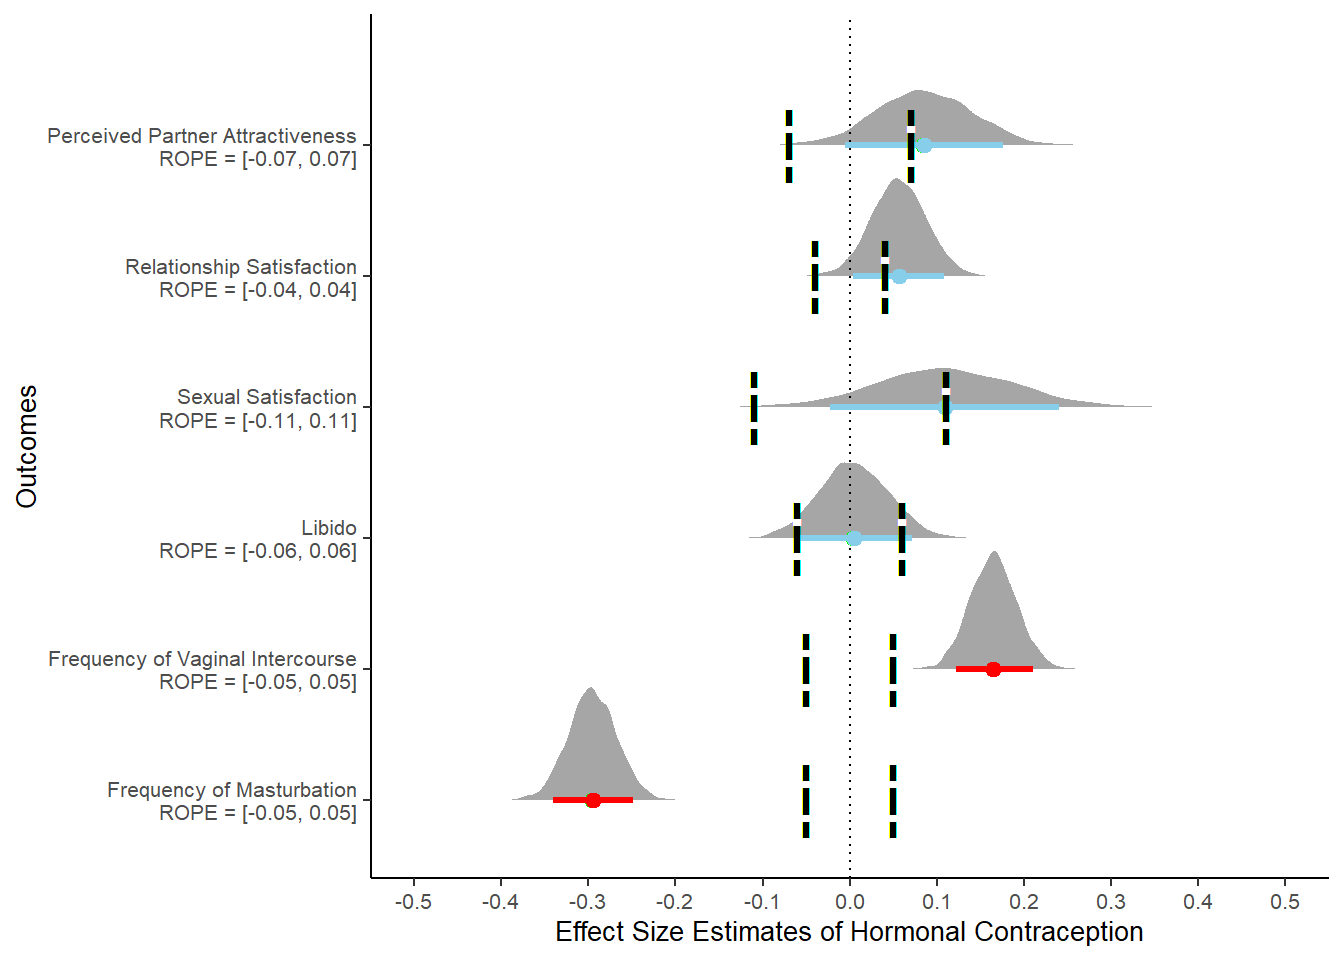 Perceived Partner Attractiveness
ROPE = [-0.07, 0.07]
Relationship Satisfaction
ROPE = [-0.04, 0.04]
Sexual Satisfaction
ROPE = [-0.11, 0.11]
Libido
ROPE = [-0.06, 0.06]
Frequency of Vaginal Intercourse
ROPE = [-0.05, 0.05]
Frequency of Masturbation
ROPE = [-0.05, 0.05]
Outcomes
-0.5 -0.4 -0.3 -0.2 -0.1 0.0 0.1 0.2 0.3 0.4 0.5
Effect Size Estimates of Hormonal Contraception